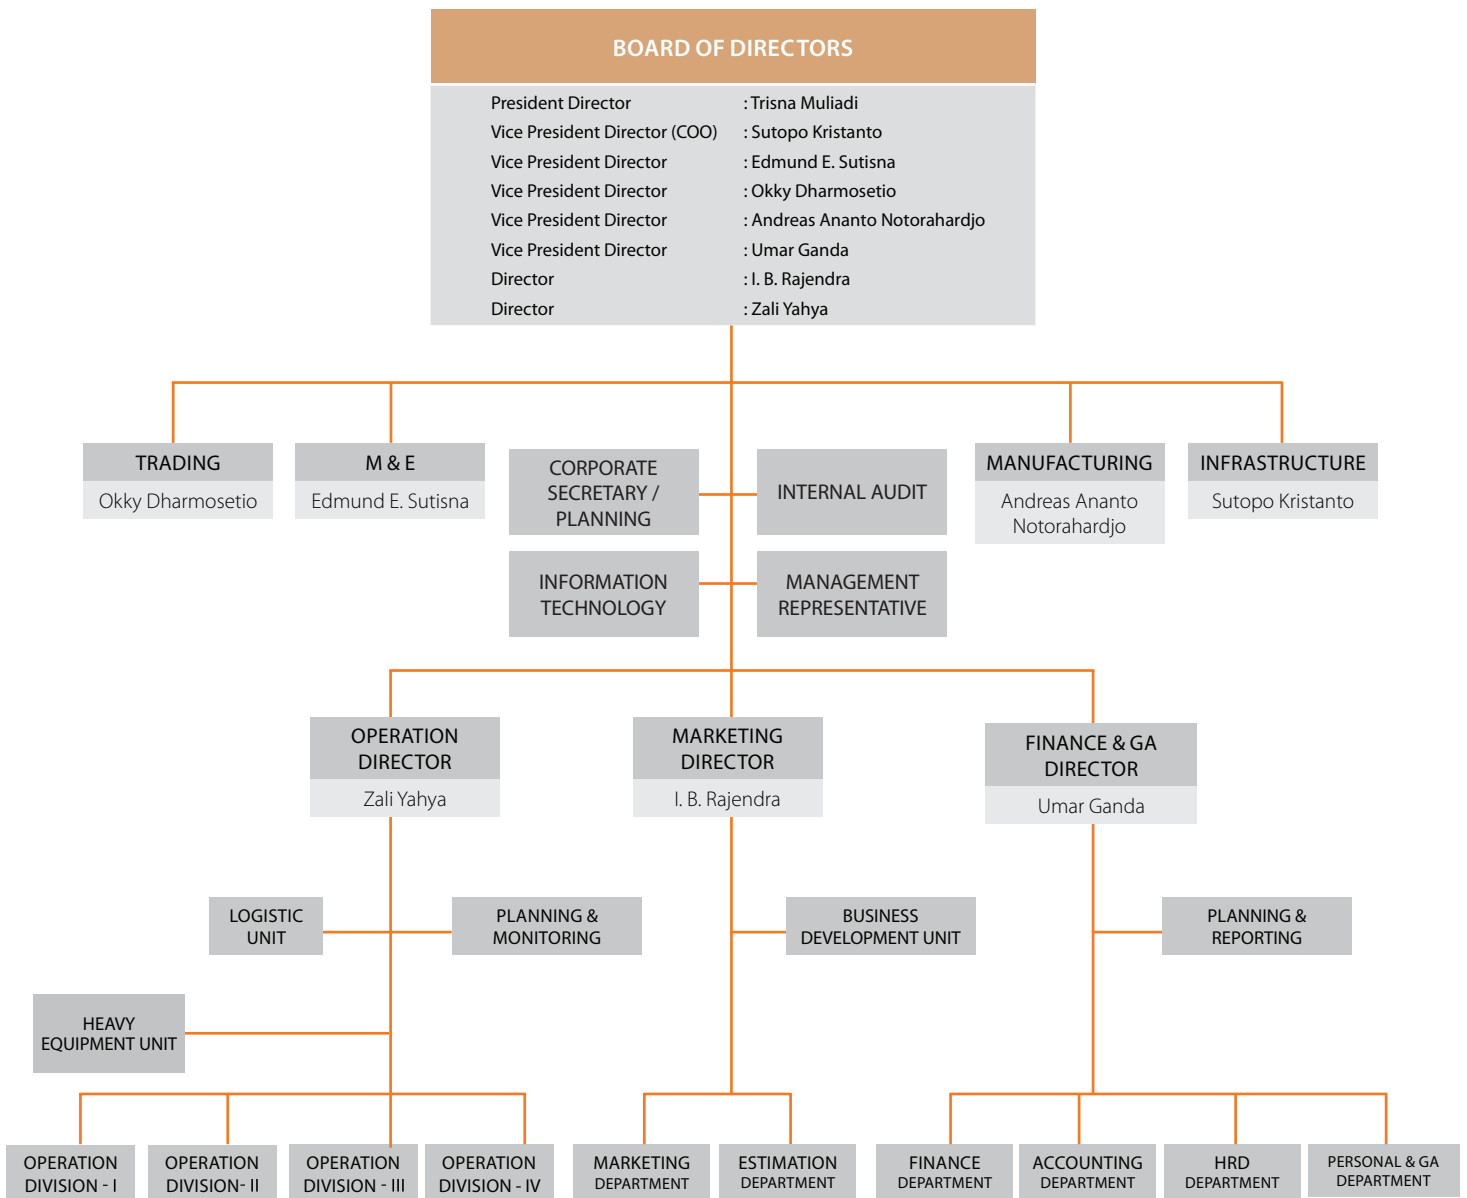 BOARD OF DIRECTORS
President Director : Trisna Muliadi
Vice President Director (COO) : Sutopo Kristanto
Vice President Director : Edmund E. Sutisna
Vice President Director : Okky Dharmosetio
Vice President Director : Andreas Ananto Notorahardjo
Vice President Director : Umar Ganda
Director : I. B. Rajendra
Director : Zali Yahya
TRADING
Okky Dharmosetio
M & E
Edmund E. Sutisna
CORPORATE
SECRETARY /
PLANNING
INTERNAL AUDIT
MANUFACTURING
Andreas Ananto
Notorahardjo
INFRASTRUCTURE
Sutopo Kristanto
INFORMATION
TECHNOLOGY
MANAGEMENT
REPRESENTATIVE
OPERATION
DIRECTOR
Zali Yahya
MARKETING
DIRECTOR
I. B. Rajendra
FINANCE & GA
DIRECTOR
Umar Ganda
LOGISTIC
UNIT
PLANNING &
MONITORING
BUSINESS
DEVELOPMENT UNIT
PLANNING &
REPORTING
HEAVY
EQUIPMENT UNIT
OPERATION
DIVISION - I
OPERATION
DIVISION- II
OPERATION
DIVISION - III
OPERATION
DIVISION - IV
MARKETING
DEPARTMENT
ESTIMATION
DEPARTMENT
FINANCE
DEPARTMENT
ACCOUNTING
DEPARTMENT
HRD
DEPARTMENT
PERSONAL & GA
DEPARTMENT